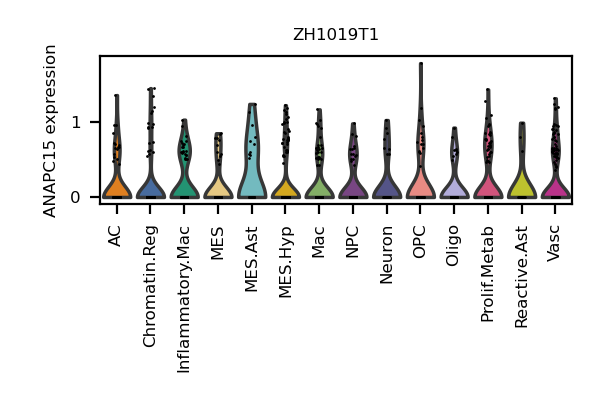 ZH1019T1
ANAPC15 expression
1
0
AC
Chromatin.Reg
Inflammatory.Mac
MES
MES.Ast
MES.Hyp
Mac
NPC
Neuron
OPC
Oligo
Prolif.Metab
Reactive.Ast
Vasc